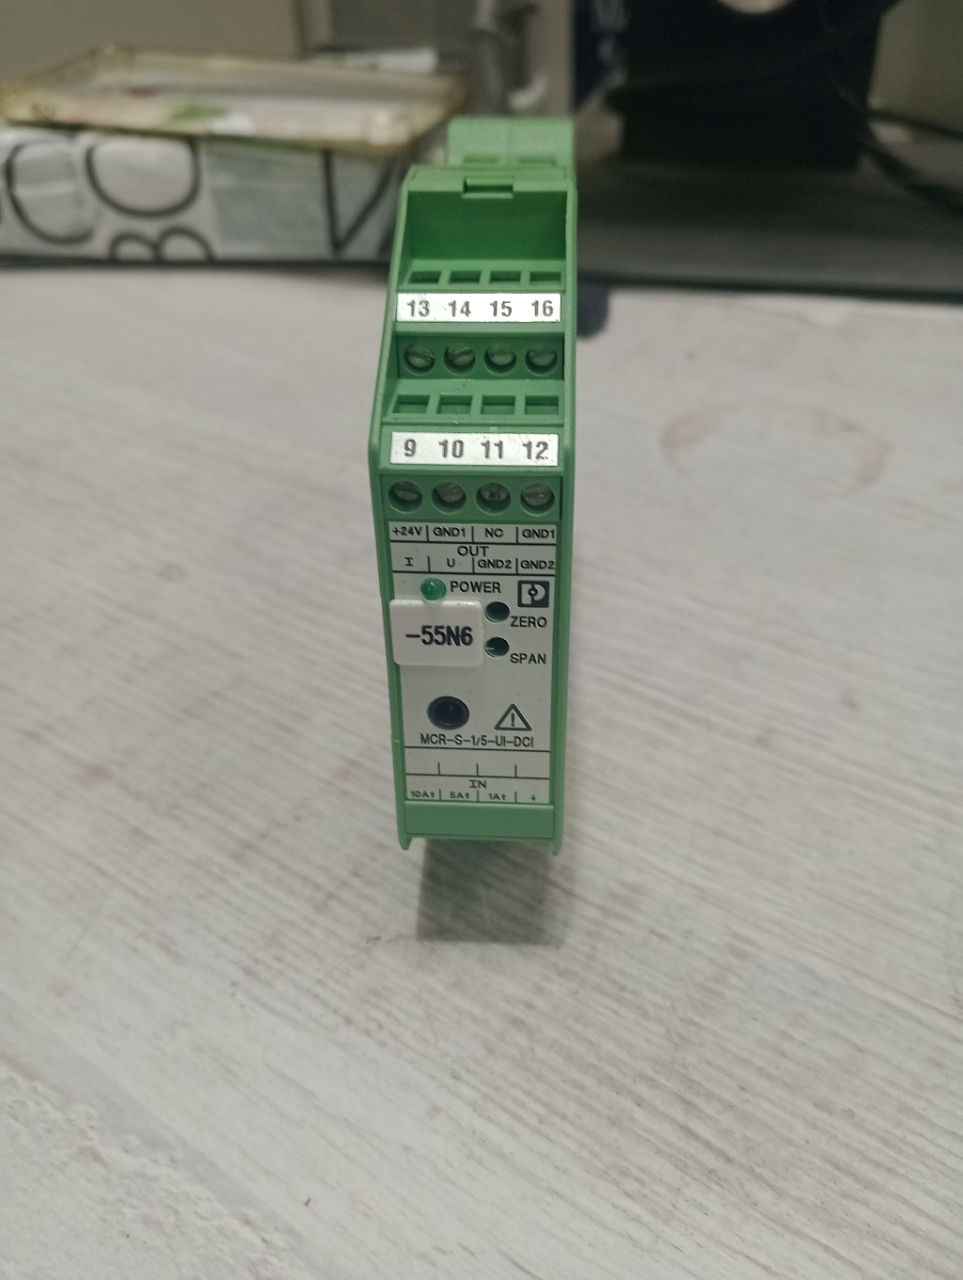 13 14 15 16
9 10 11 12
+24V GND1 NC GND1
OUT
I U GND2 GND2
POWER
ZERO
-55N6
SPAN
MCR-S-1/5-UI-DCI
IN
10A~ 5A~ 1A~